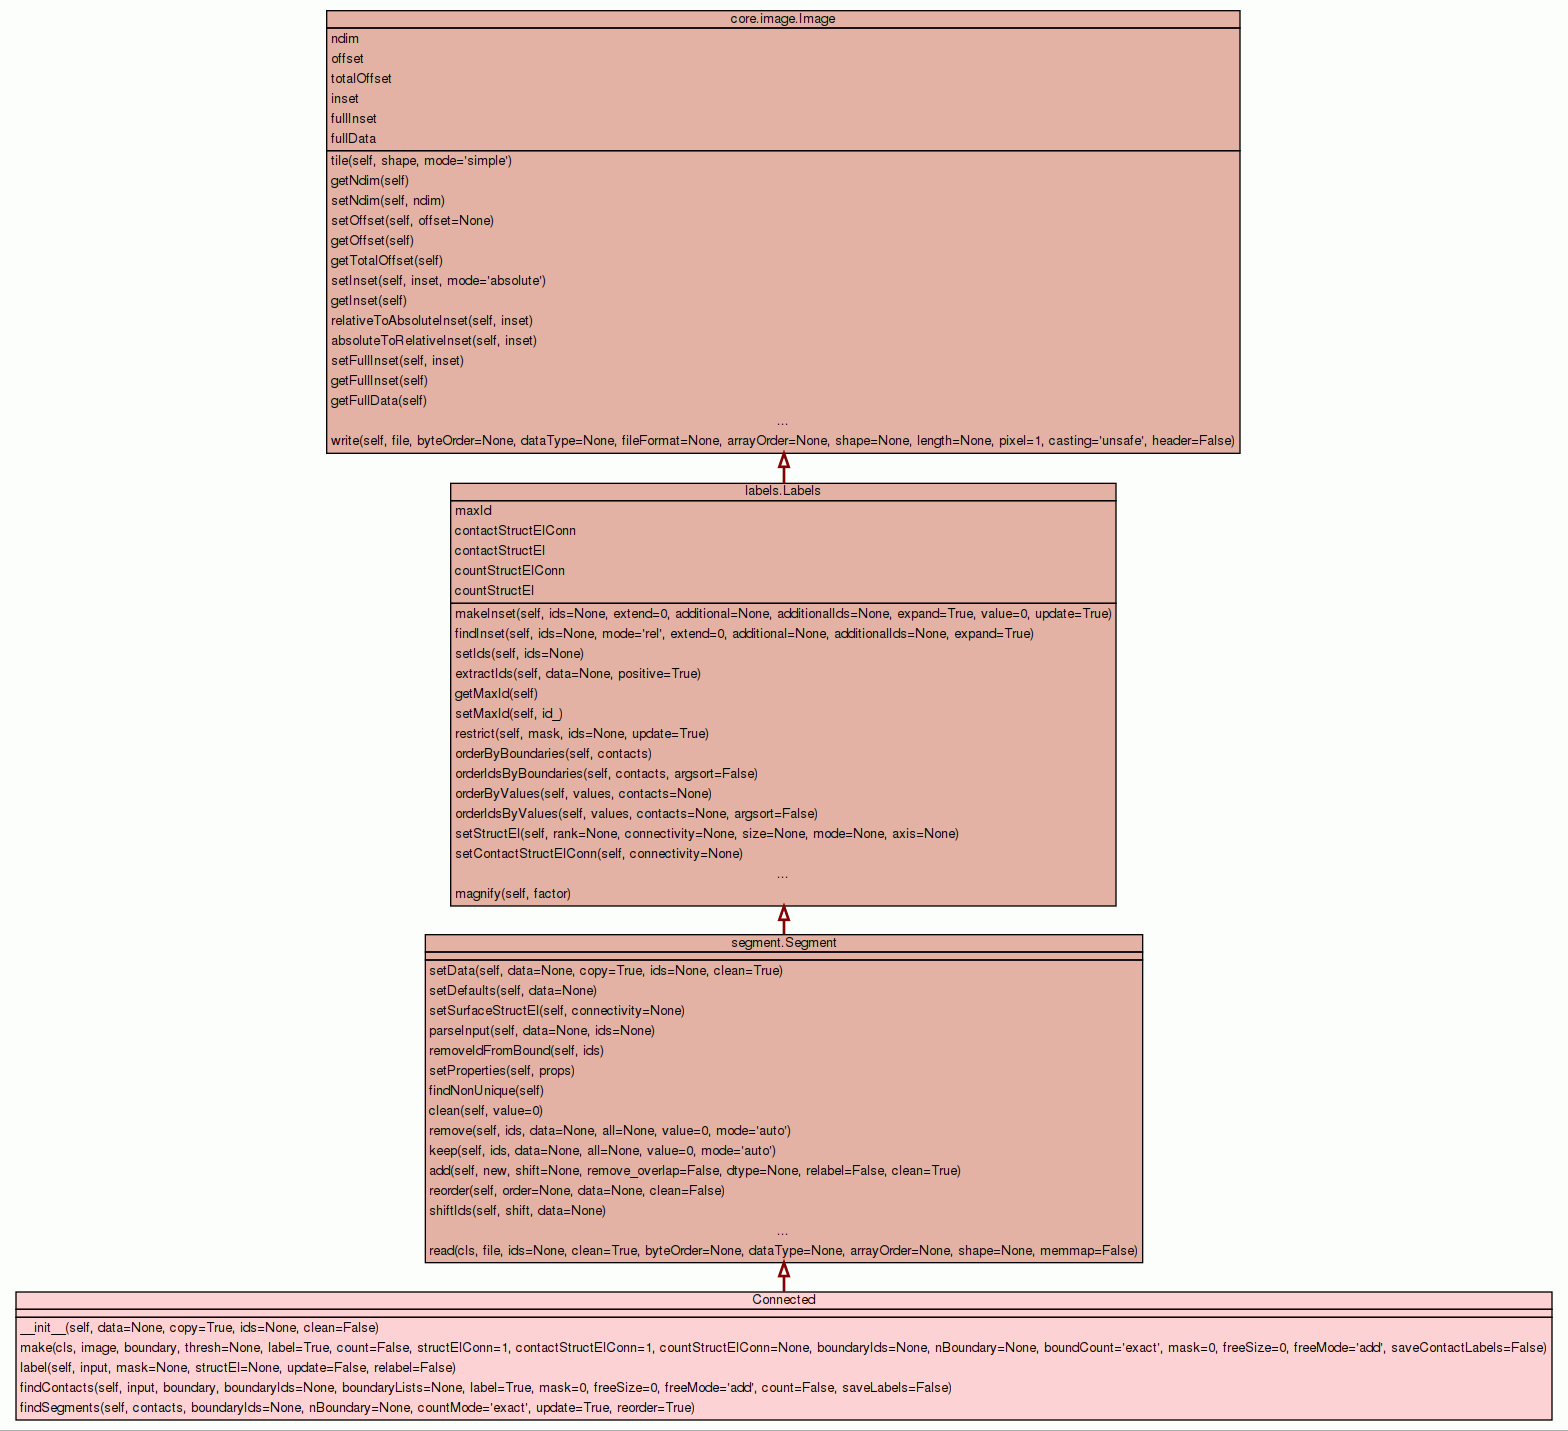 core.image.Image
ndim
offset
totalOffset
inset
fullInset
fullData
tile(self, shape, mode='simple')
getNdim(self)
setNdim(self, ndim)
setOffset(self, offset=None)
getOffset(self)
getTotalOffset(self)
setInset(self, inset, mode='absolute')
getInset(self)
relativeToAbsoluteInset(self, inset)
absoluteToRelativeInset(self, inset)
setFullInset(self, inset)
getFullInset(self)
getFullData(self)
...
write(self, file, byteOrder=None, dataType=None, fileFormat=None, arrayOrder=None, shape=None, length=None, pixel=1, casting='unsafe', header=False)
labels.Labels
maxId
contactStructElConn
contactStructEl
countStructElConn
countStructEl
makeInset(self, ids=None, extend=0, additional=None, additionalIds=None, expand=True, value=0, update=True)
findInset(self, ids=None, mode='rel', extend=0, additional=None, additionalIds=None, expand=True)
setIds(self, ids=None)
extractIds(self, data=None, positive=True)
getMaxId(self)
setMaxId(self, id_)
restrict(self, mask, ids=None, update=True)
orderByBoundaries(self, contacts)
orderIdsByBoundaries(self, contacts, argsort=False)
orderByValues(self, values, contacts=None)
orderIdsByValues(self, values, contacts=None, argsort=False)
setStructEl(self, rank=None, connectivity=None, size=None, mode=None, axis=None)
setContactStructElConn(self, connectivity=None)
...
magnify(self, factor)
segment.Segment
setData(self, data=None, copy=True, ids=None, clean=True)
setDefaults(self, data=None)
setSurfaceStructEl(self, connectivity=None)
parseInput(self, data=None, ids=None)
removeIdFromBound(self, ids)
setProperties(self, props)
findNonUnique(self)
clean(self, value=0)
remove(self, ids, data=None, all=None, value=0, mode='auto')
keep(self, ids, data=None, all=None, value=0, mode='auto')
add(self, new, shift=None, remove_overlap=False, dtype=None, relabel=False, clean=True)
reorder(self, order=None, data=None, clean=False)
shiftIds(self, shift, data=None)
...
read(cls, file, ids=None, clean=True, byteOrder=None, dataType=None, arrayOrder=None, shape=None, memmap=False)
Connected
__init__(self, data=None, copy=True, ids=None, clean=False)
make(cls, image, boundary, thresh=None, label=True, count=False, structElConn=1, contactStructElConn=1, countStructElConn=None, boundaryIds=None, nBoundary=None, boundCount='exact', mask=0, freeSize=0, freeMode='add', saveContactLabels=False)
label(self, input, mask=None, structEl=None, update=False, relabel=False)
findContacts(self, input, boundary, boundaryIds=None, boundaryLists=None, label=True, mask=0, freeSize=0, freeMode='add', count=False, saveLabels=False)
findSegments(self, contacts, boundaryIds=None, nBoundary=None, countMode='exact', update=True, reorder=True)